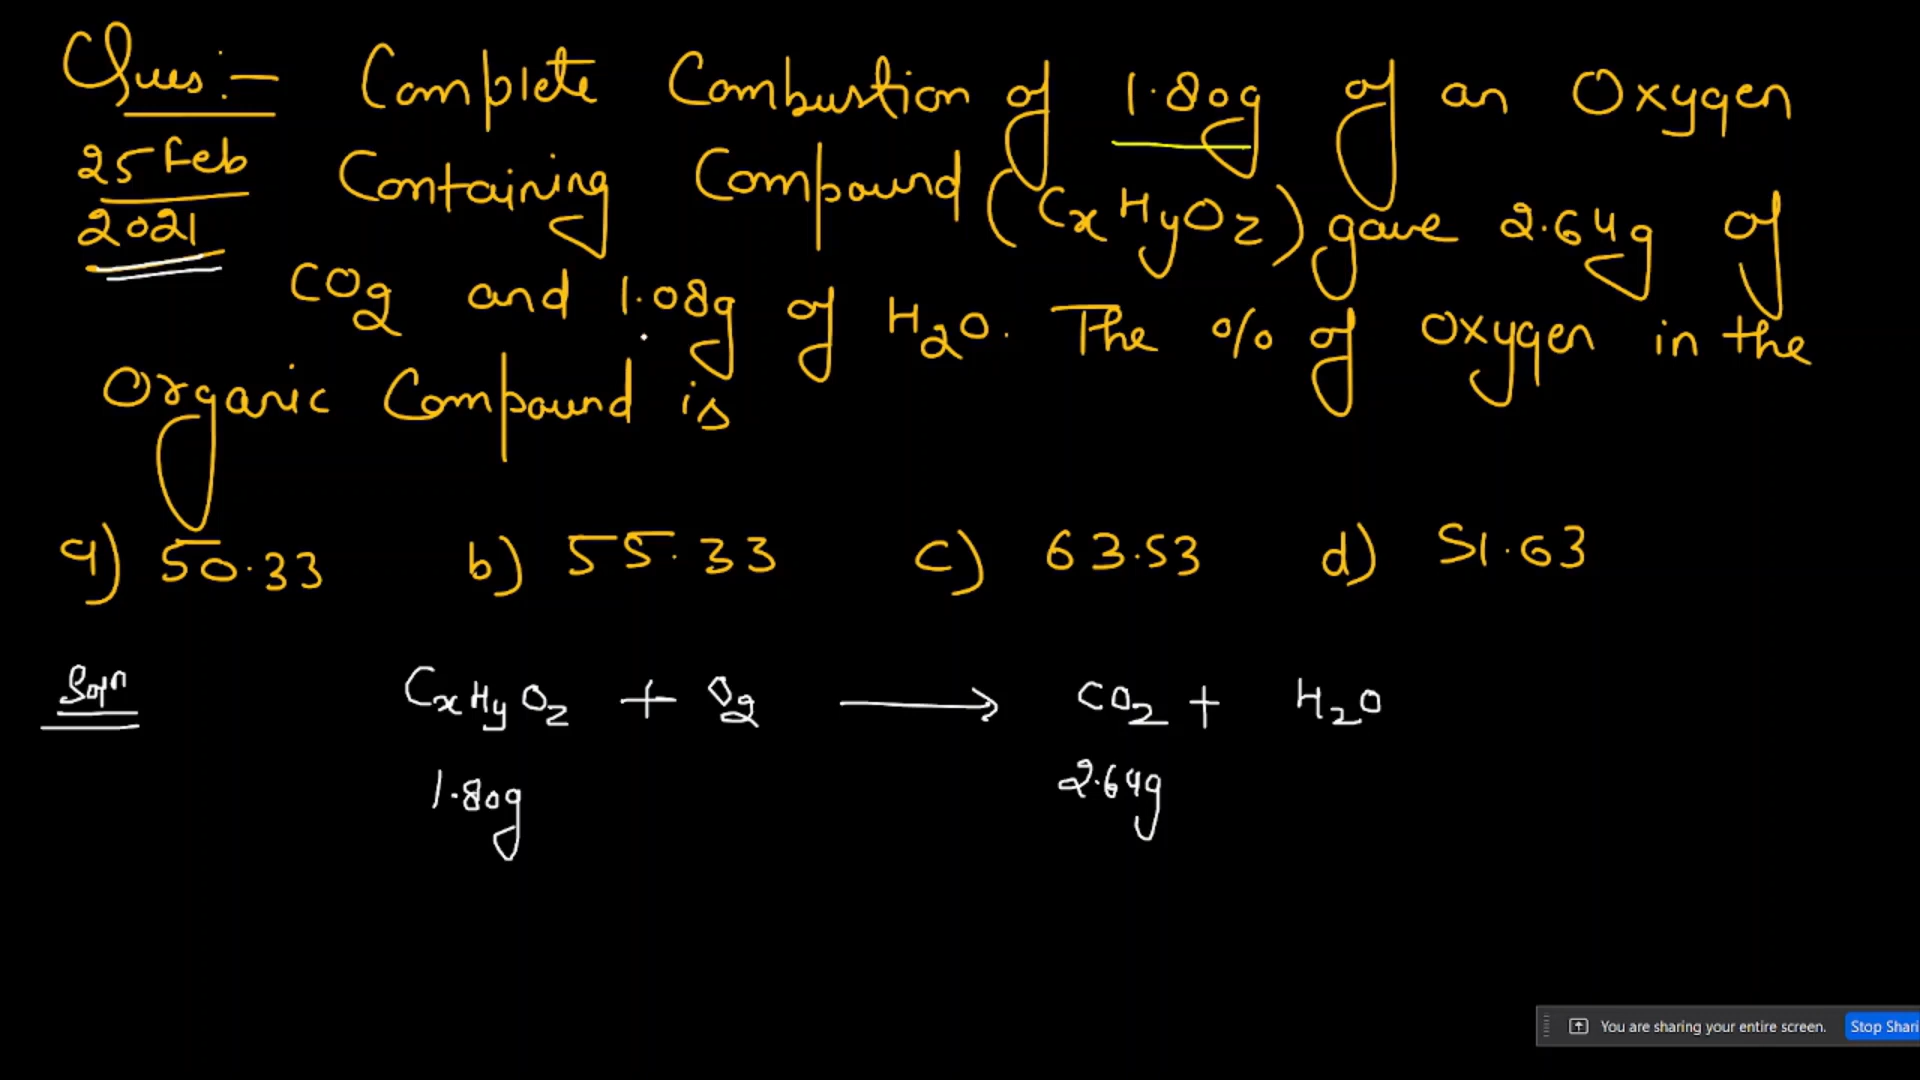 Ques:- Complete Combustion of 1.80g of an Oxygen
25 Feb Containing Compound (CxHyOz) gave 2.64g of
2021
CO2 and 1.08g of H2O. The % of Oxygen in the
Organic Compound is
a) 50.33 b) 55.33 c) 63.53 d) 51.63
Soln CxHyOz + O2 → CO2 + H2O
1.80g 2.64g
You are sharing your entire screen. Stop Shari